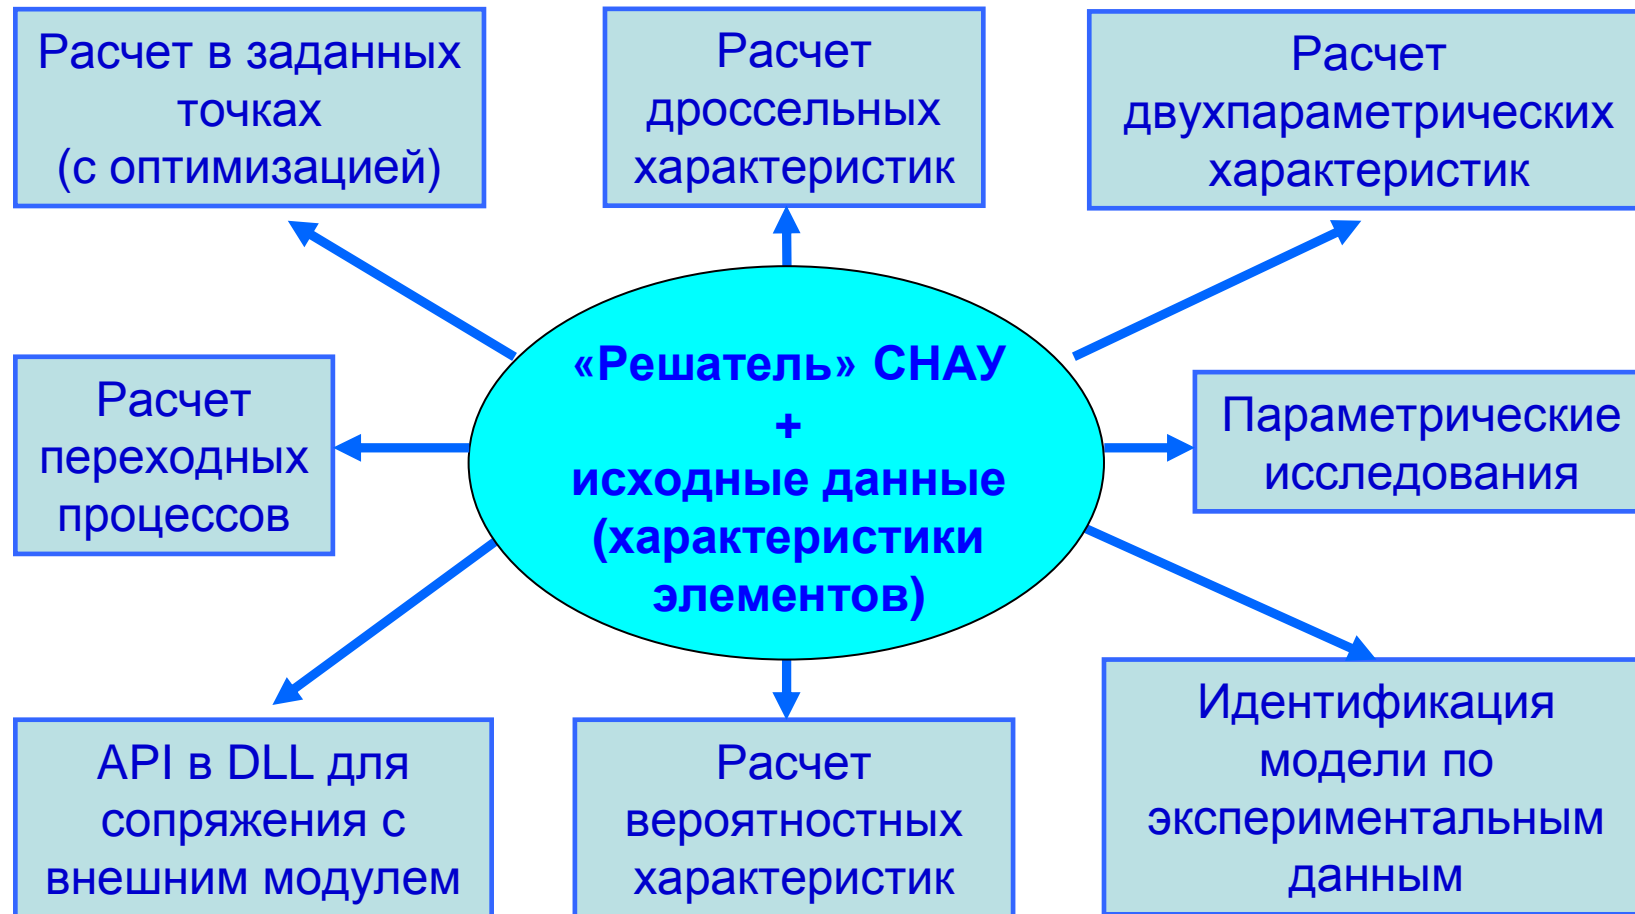 Расчет в заданных
точках
(с оптимизацией)
Расчет
дроссельных
характеристик
Расчет
двухпараметрических
характеристик
«Решатель» СНАУ
+
исходные данные
(характеристики
элементов)
Расчет
переходных
процессов
Параметрические
исследования
API в DLL для
сопряжения с
внешним модулем
Расчет
вероятностных
характеристик
Идентификация
модели по
экспериментальным
данным